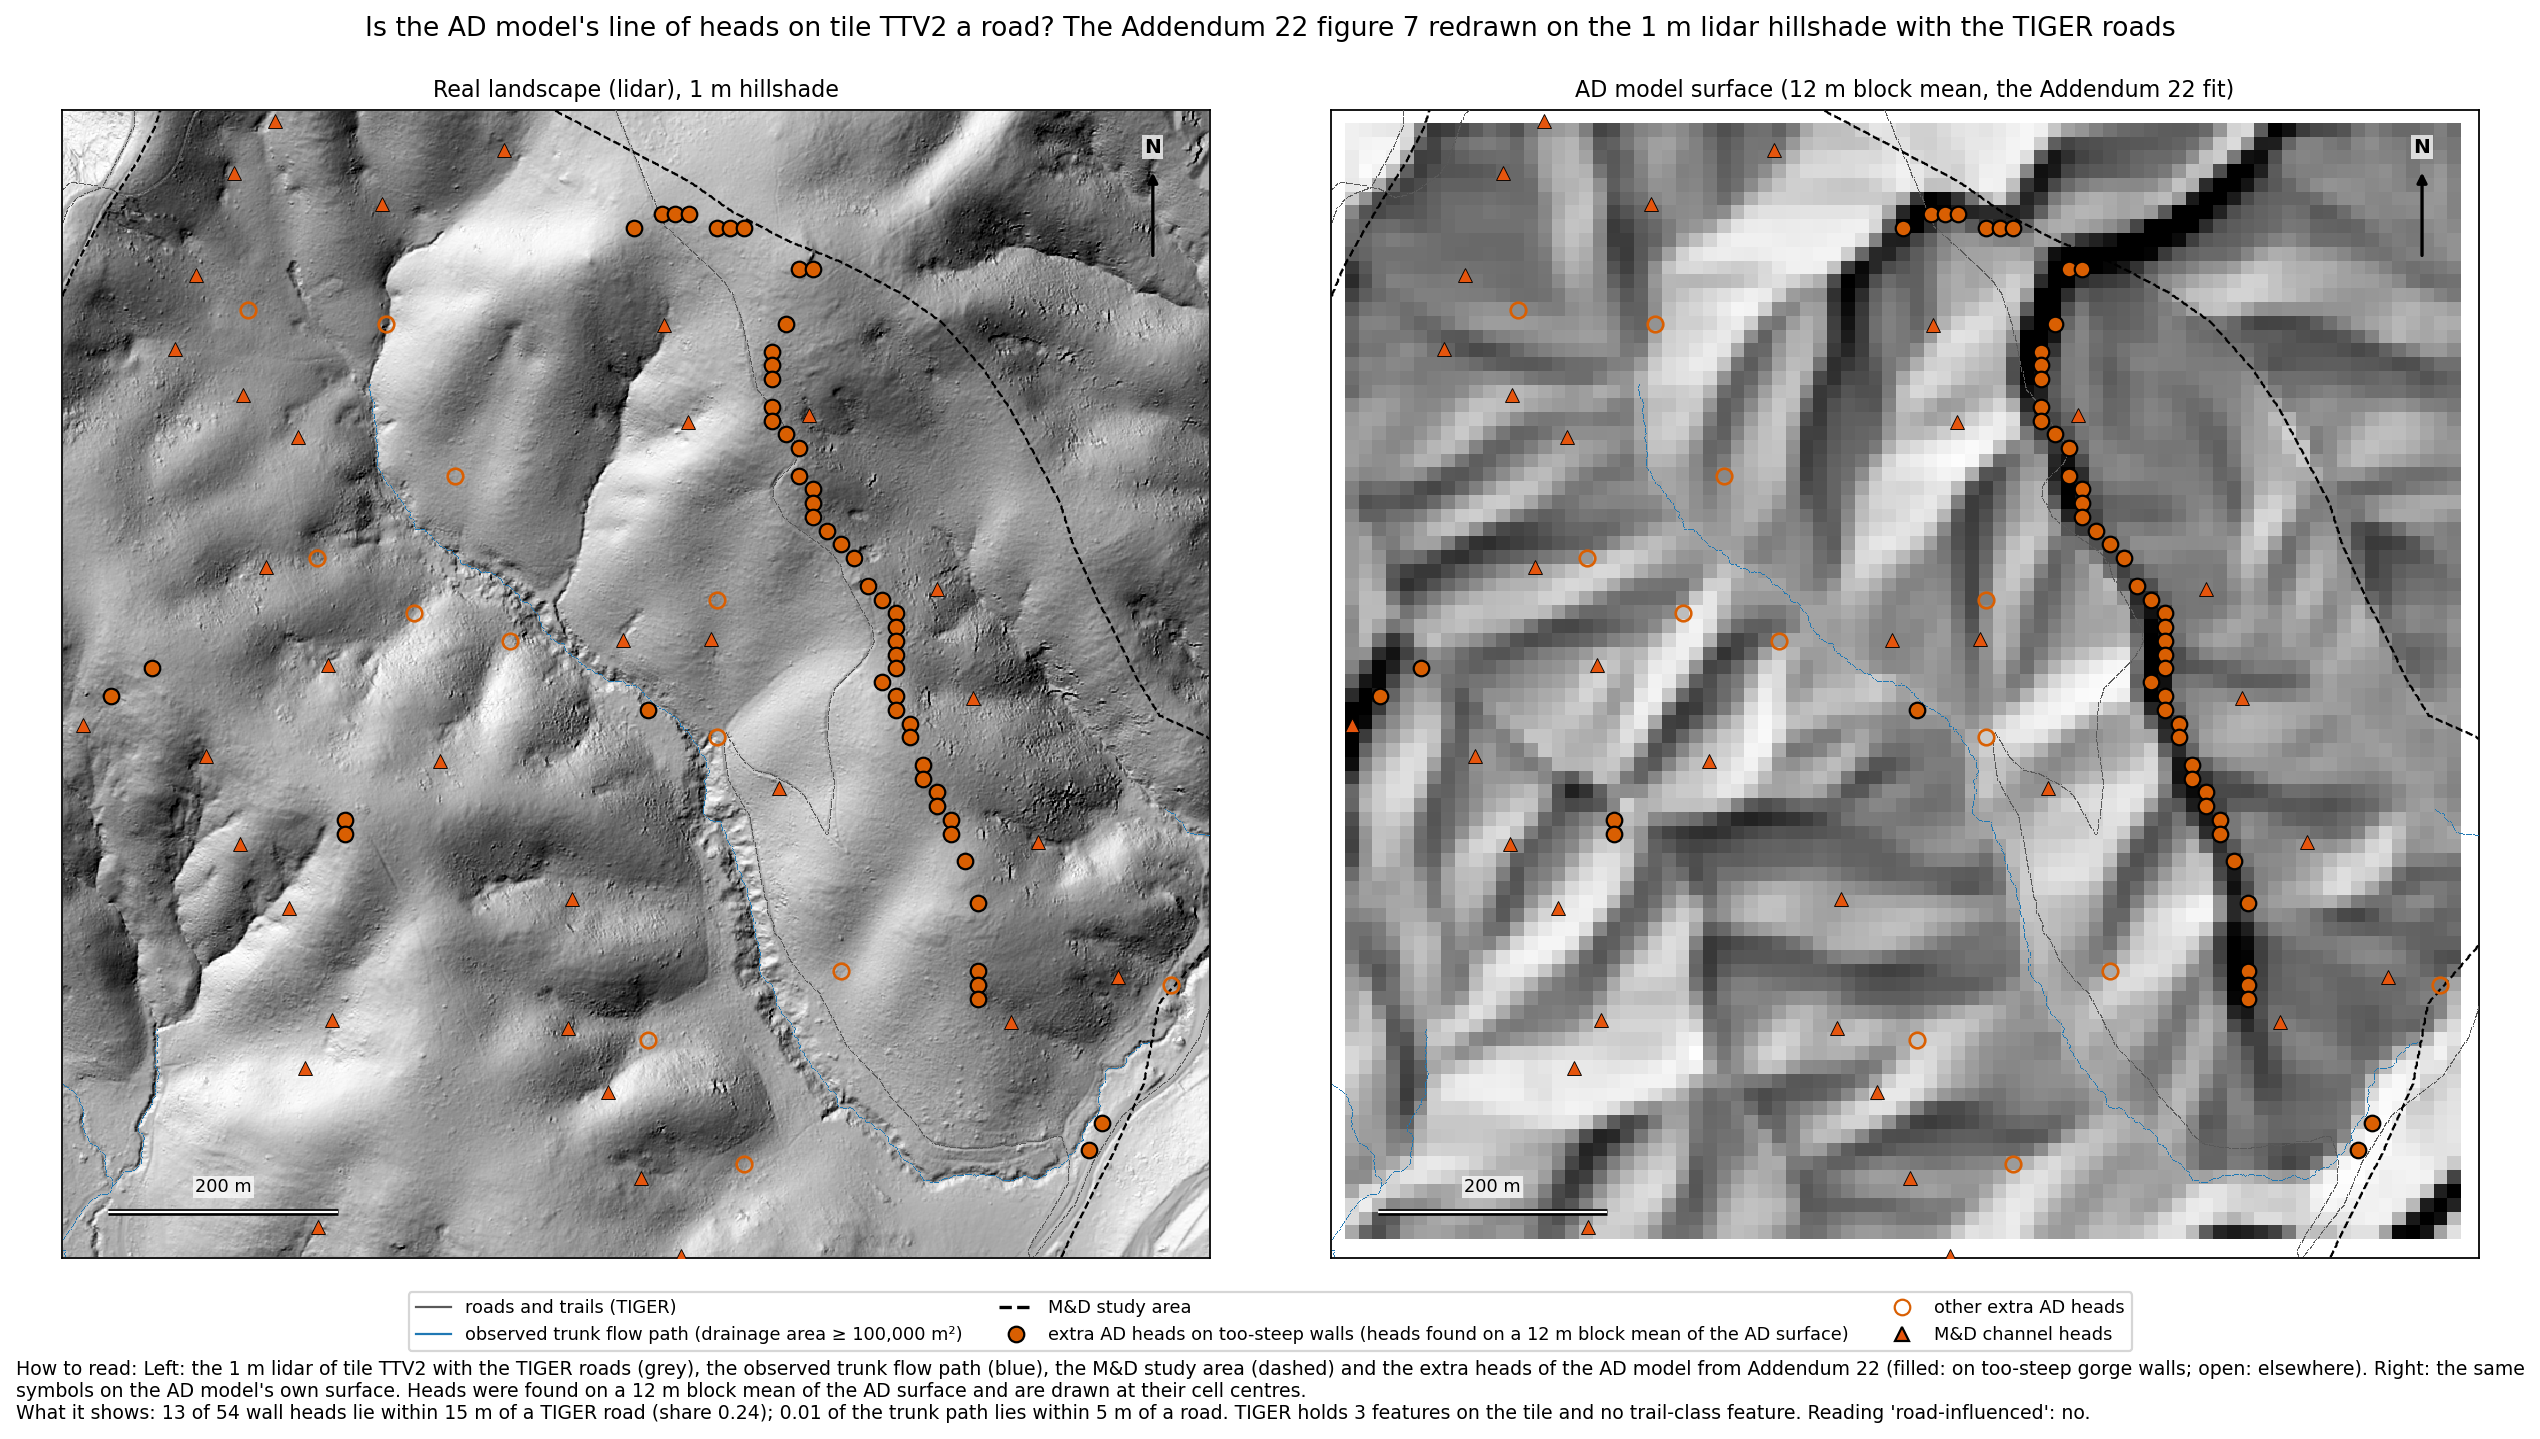 Is the AD model's line of heads on tile TTV2 a road? The Addendum 22 figure 7 redrawn on the 1 m lidar hillshade with the TIGER roads
Real landscape (lidar), 1 m hillshade
AD model surface (12 m block mean, the Addendum 22 fit)
N
N
200 m
200 m
roads and trails (TIGER)
observed trunk flow path (drainage area ≥ 100,000 m²)
M&D study area
extra AD heads on too-steep walls (heads found on a 12 m block mean of the AD surface)
other extra AD heads
M&D channel heads
How to read: Left: the 1 m lidar of tile TTV2 with the TIGER roads (grey), the observed trunk flow path (blue), the M&D study area (dashed) and the extra heads of the AD model from Addendum 22 (filled: on too-steep gorge walls; open: elsewhere). Right: the same
symbols on the AD model's own surface. Heads were found on a 12 m block mean of the AD surface and are drawn at their cell centres.
What it shows: 13 of 54 wall heads lie within 15 m of a TIGER road (share 0.24); 0.01 of the trunk path lies within 5 m of a road. TIGER holds 3 features on the tile and no trail-class feature. Reading 'road-influenced': no.